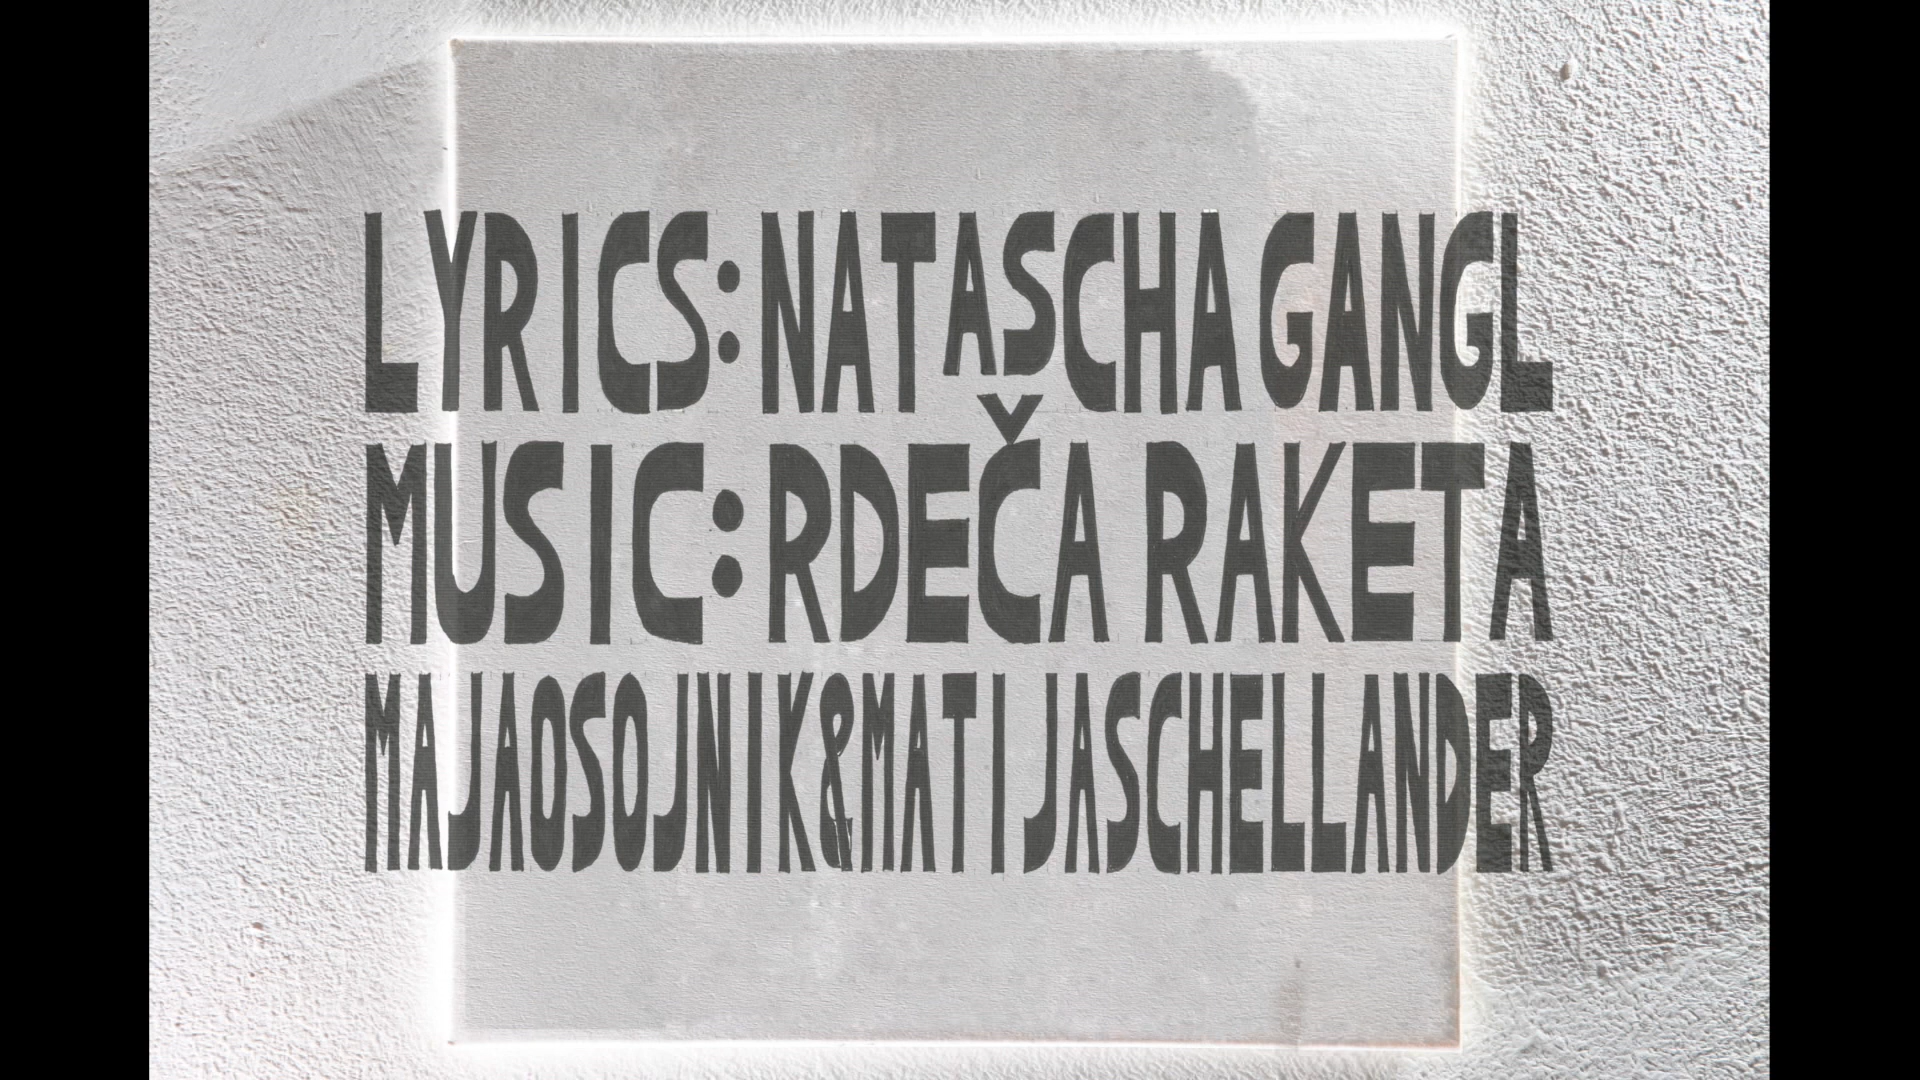 LYRICS: NATASCHA GANGL
MUSIC: RDEČA RAKETA
MAJA OSOJNIK & MATIJA SCHELLANDER